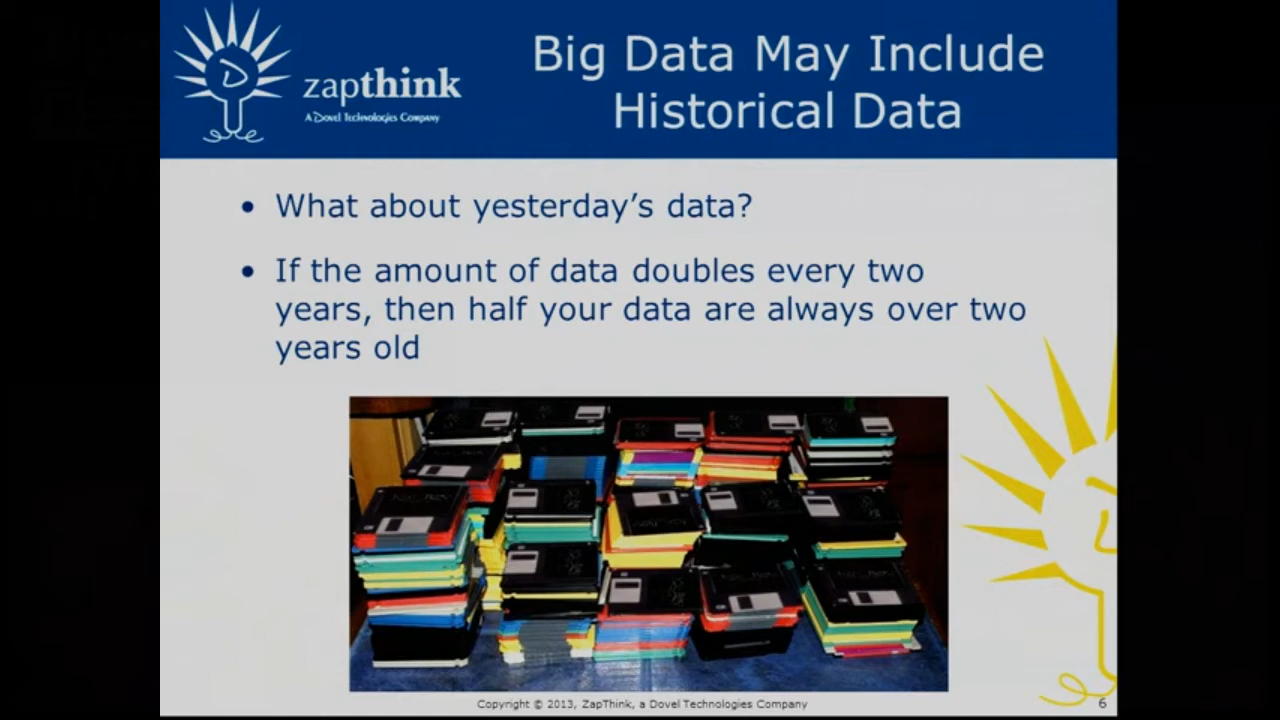 Big Data May Include
Historical Data
zapthink
A Dovel Technologies Company
• What about yesterday's data?
• If the amount of data doubles every two
years, then half your data are always over two
years old
Copyright © 2013, ZapThink, a Dovel Technologies Company
6